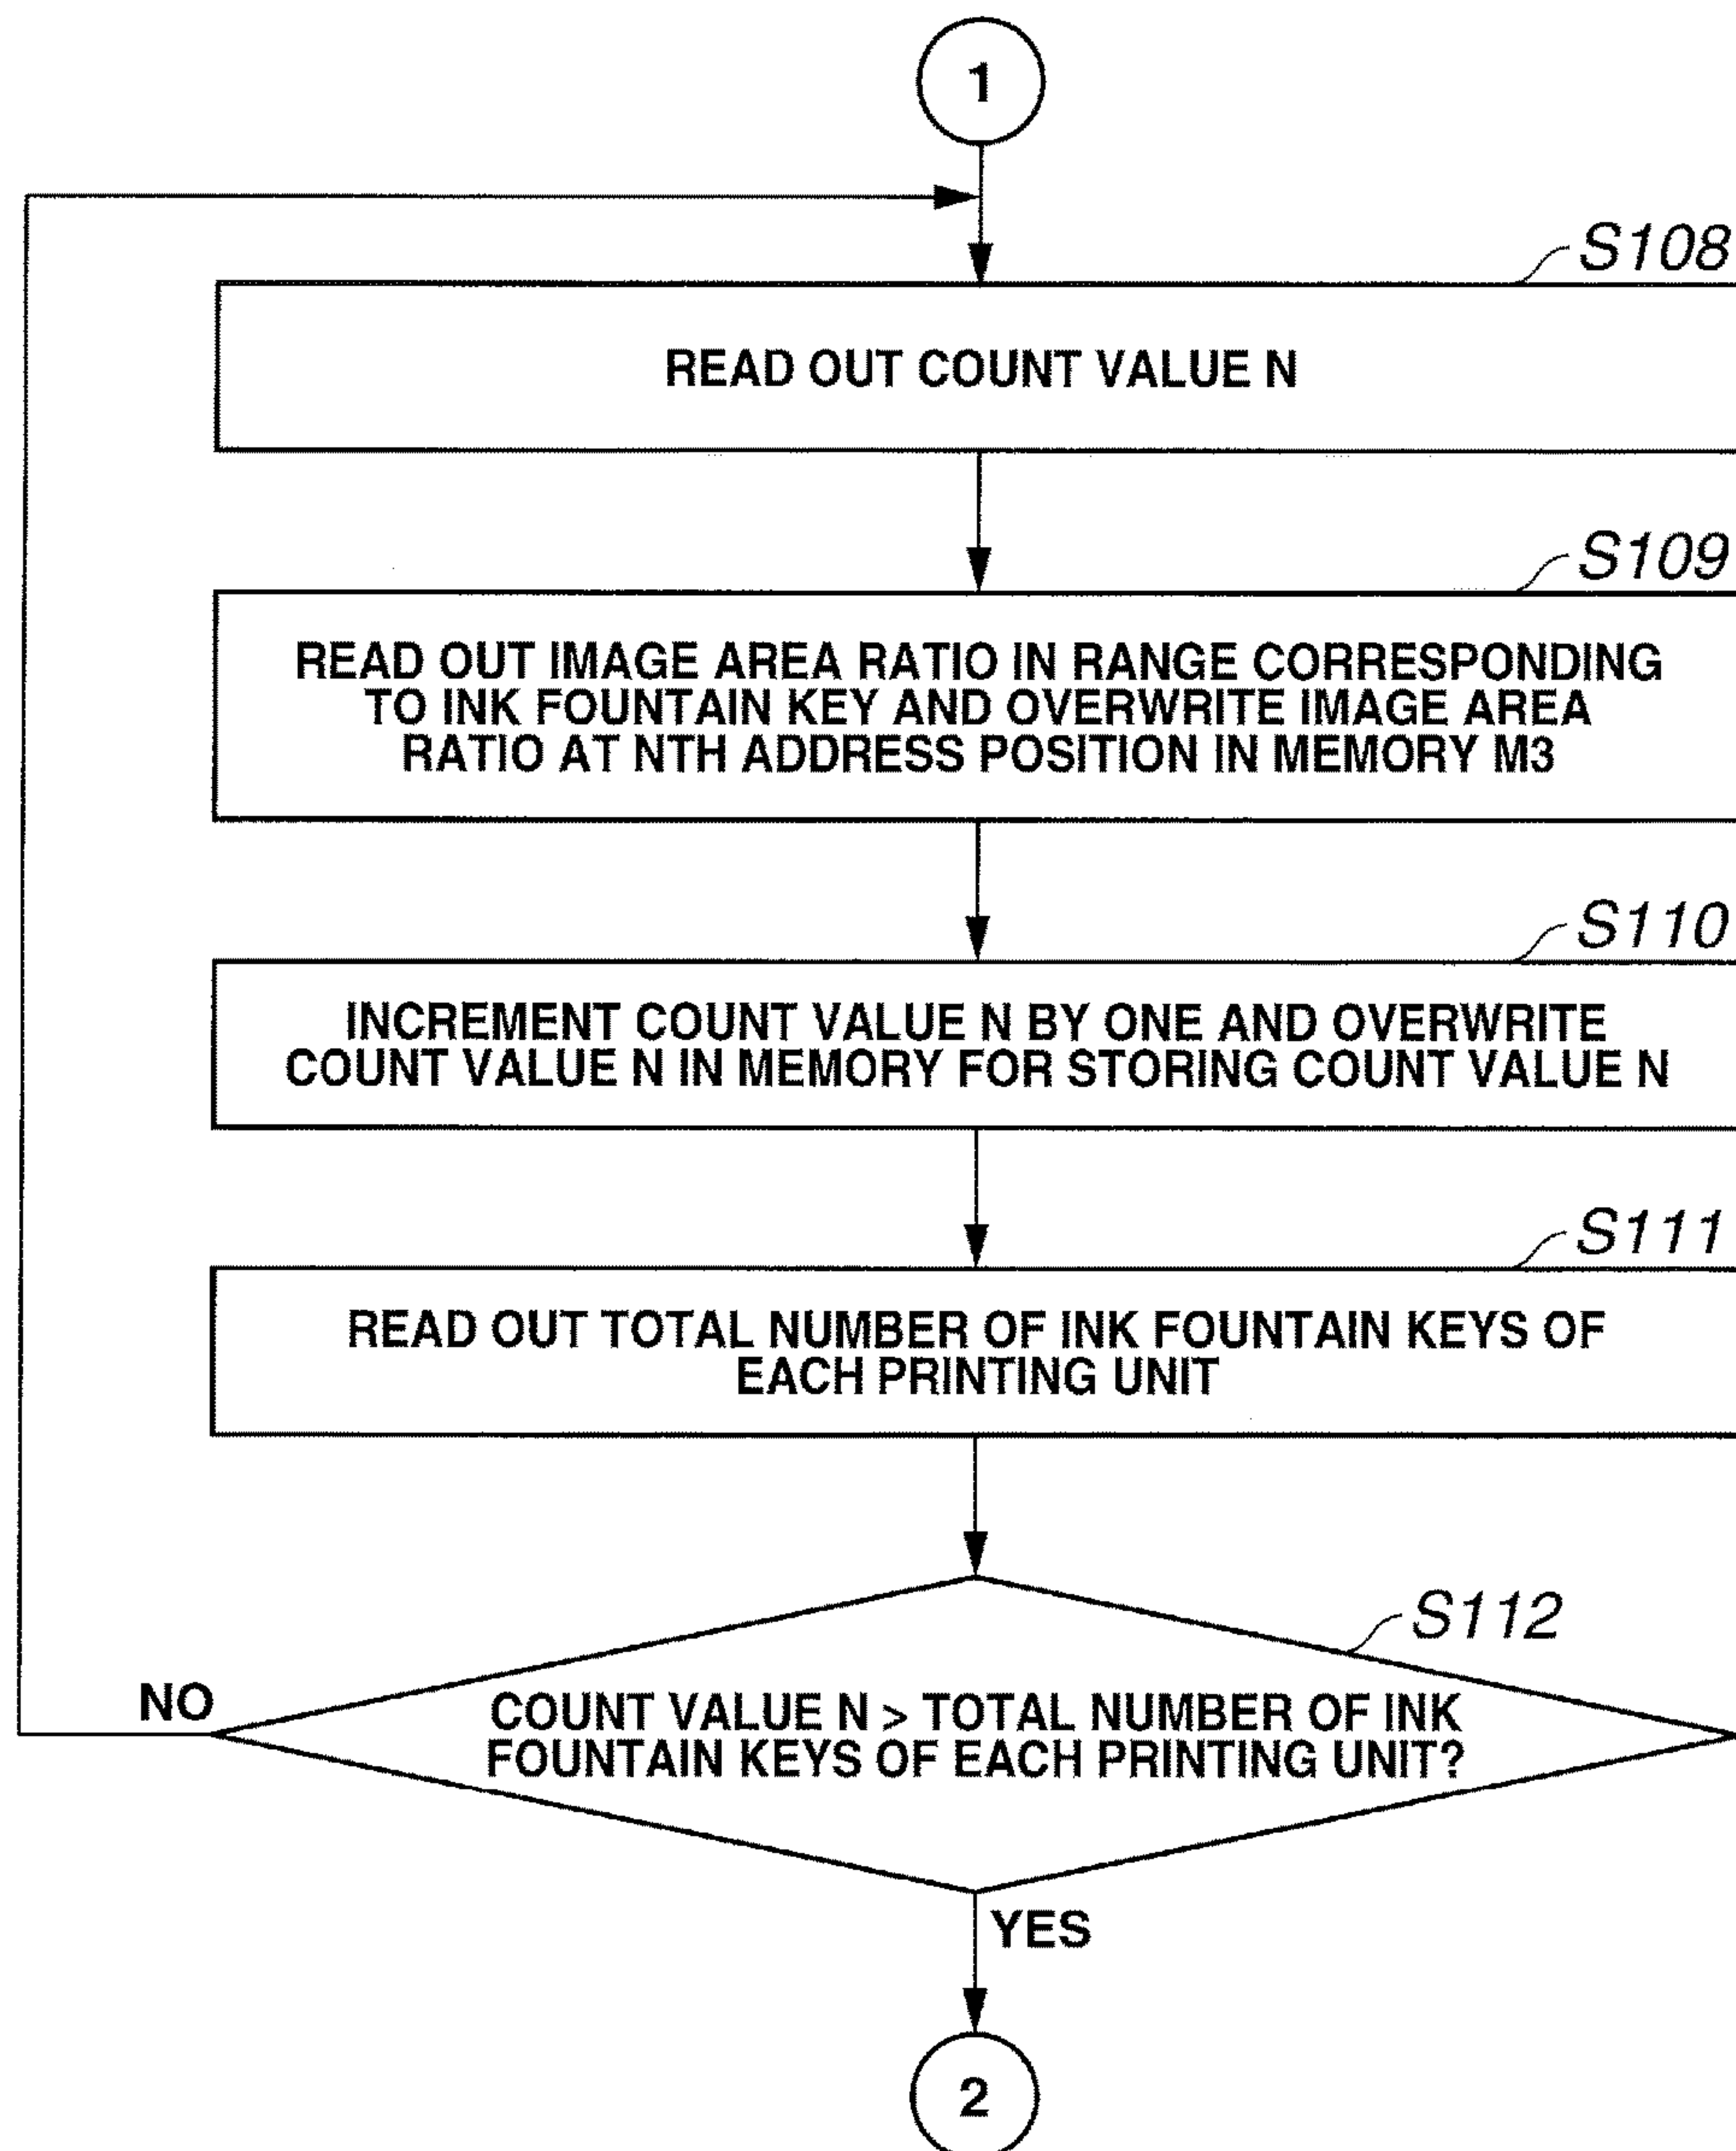 1
S108
READ OUT COUNT VALUE N
S109
READ OUT IMAGE AREA RATIO IN RANGE CORRESPONDING
TO INK FOUNTAIN KEY AND OVERWRITE IMAGE AREA
RATIO AT NTH ADDRESS POSITION IN MEMORY M3
S110
INCREMENT COUNT VALUE N BY ONE AND OVERWRITE
COUNT VALUE N IN MEMORY FOR STORING COUNT VALUE N
S111
READ OUT TOTAL NUMBER OF INK FOUNTAIN KEYS OF
EACH PRINTING UNIT
S112
NO
COUNT VALUE N > TOTAL NUMBER OF INK
FOUNTAIN KEYS OF EACH PRINTING UNIT?
YES
2